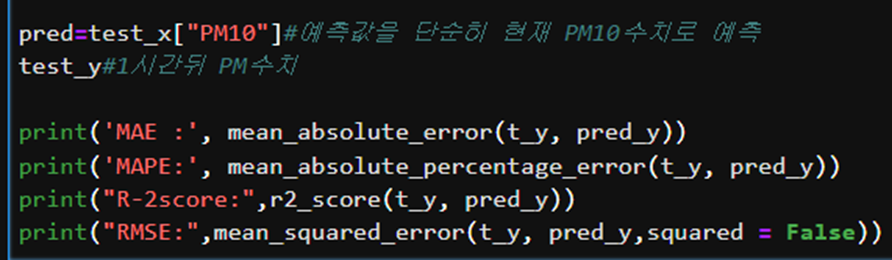 pred=test_x["PM10"]#예측값을 단순히 현재 PM10수치로 예측
test_y#1시간뒤 PM수치
print('MAE :', mean_absolute_error(t_y, pred_y))
print('MAPE:', mean_absolute_percentage_error(t_y, pred_y))
print("R-2score:",r2_score(t_y, pred_y))
print("RMSE:",mean_squared_error(t_y, pred_y,squared = False))